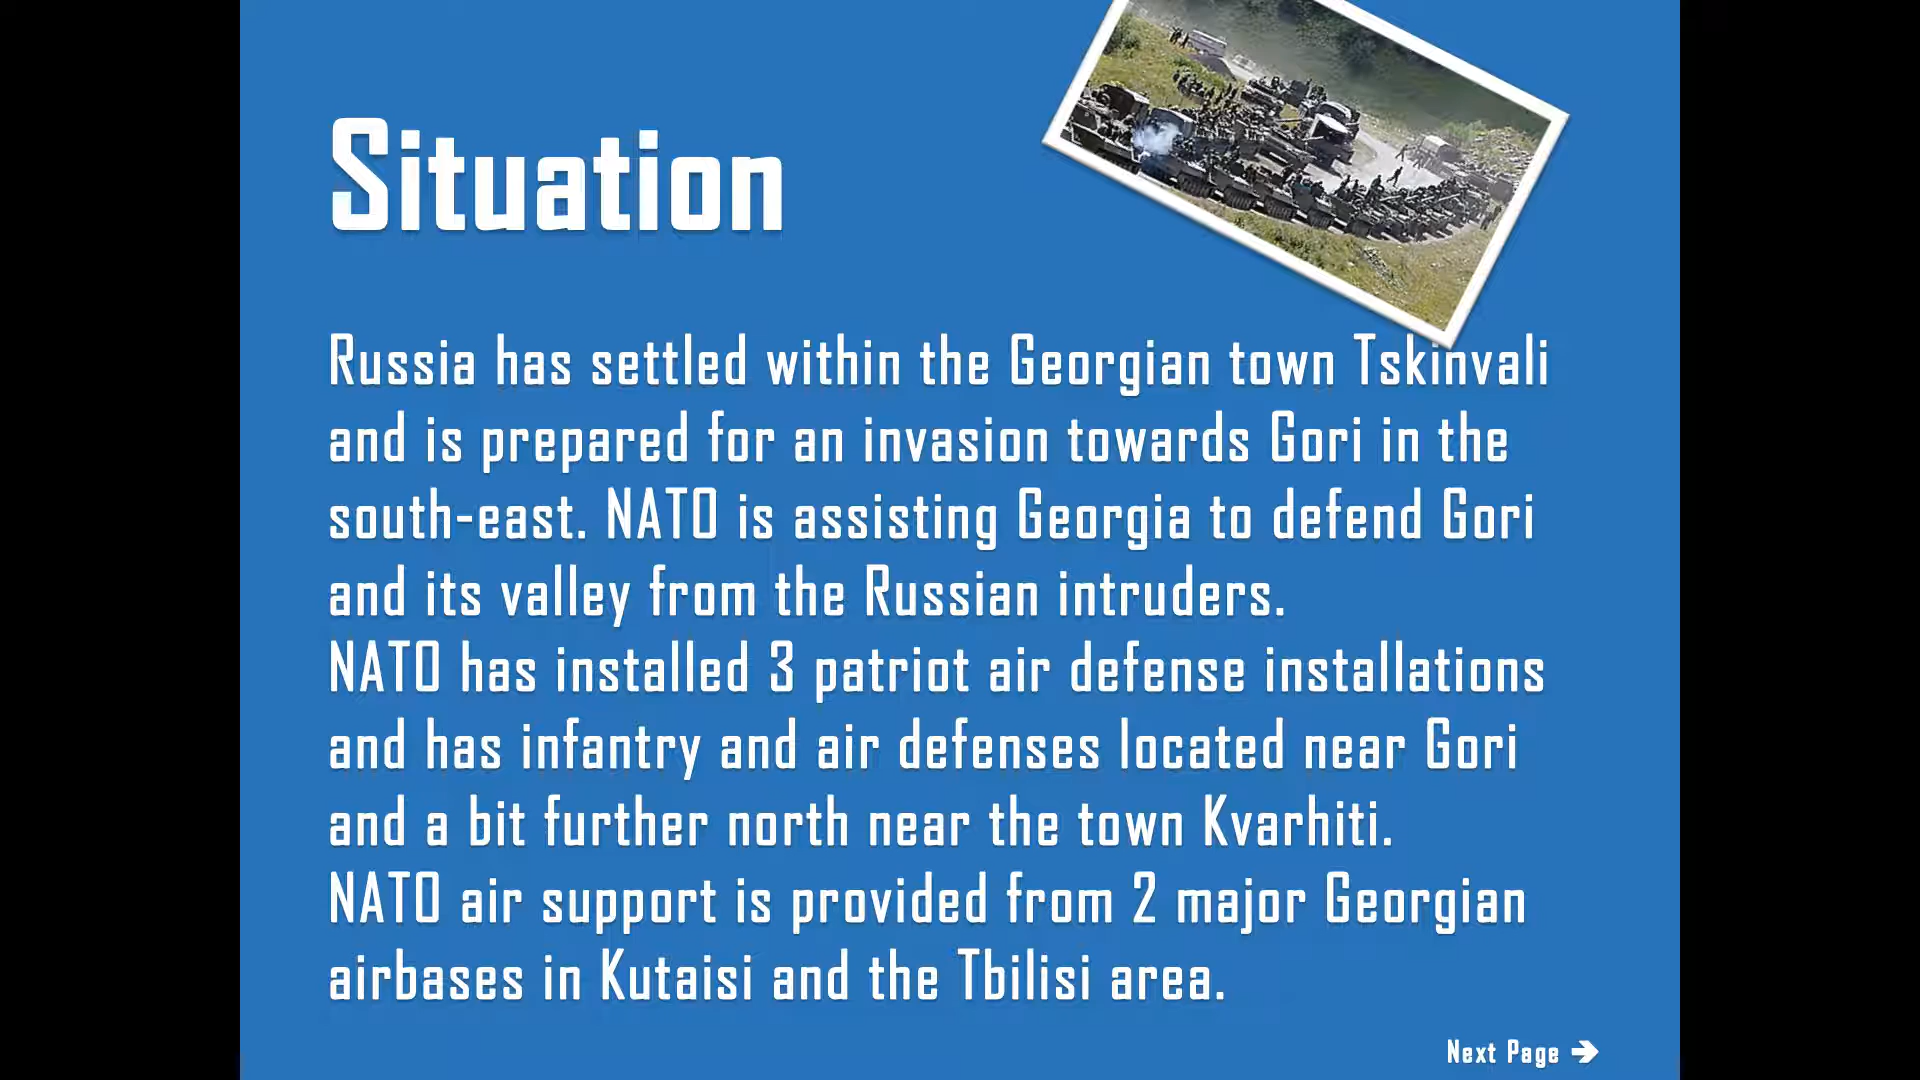 Situation
Russia has settled within the Georgian town Tskinvali
and is prepared for an invasion towards Gori in the
south-east. NATO is assisting Georgia to defend Gori
and its valley from the Russian intruders.
NATO has installed 3 patriot air defense installations
and has infantry and air defenses located near Gori
and a bit further north near the town Kvarhiti.
NATO air support is provided from 2 major Georgian
airbases in Kutaisi and the Tbilisi area.
Next Page →